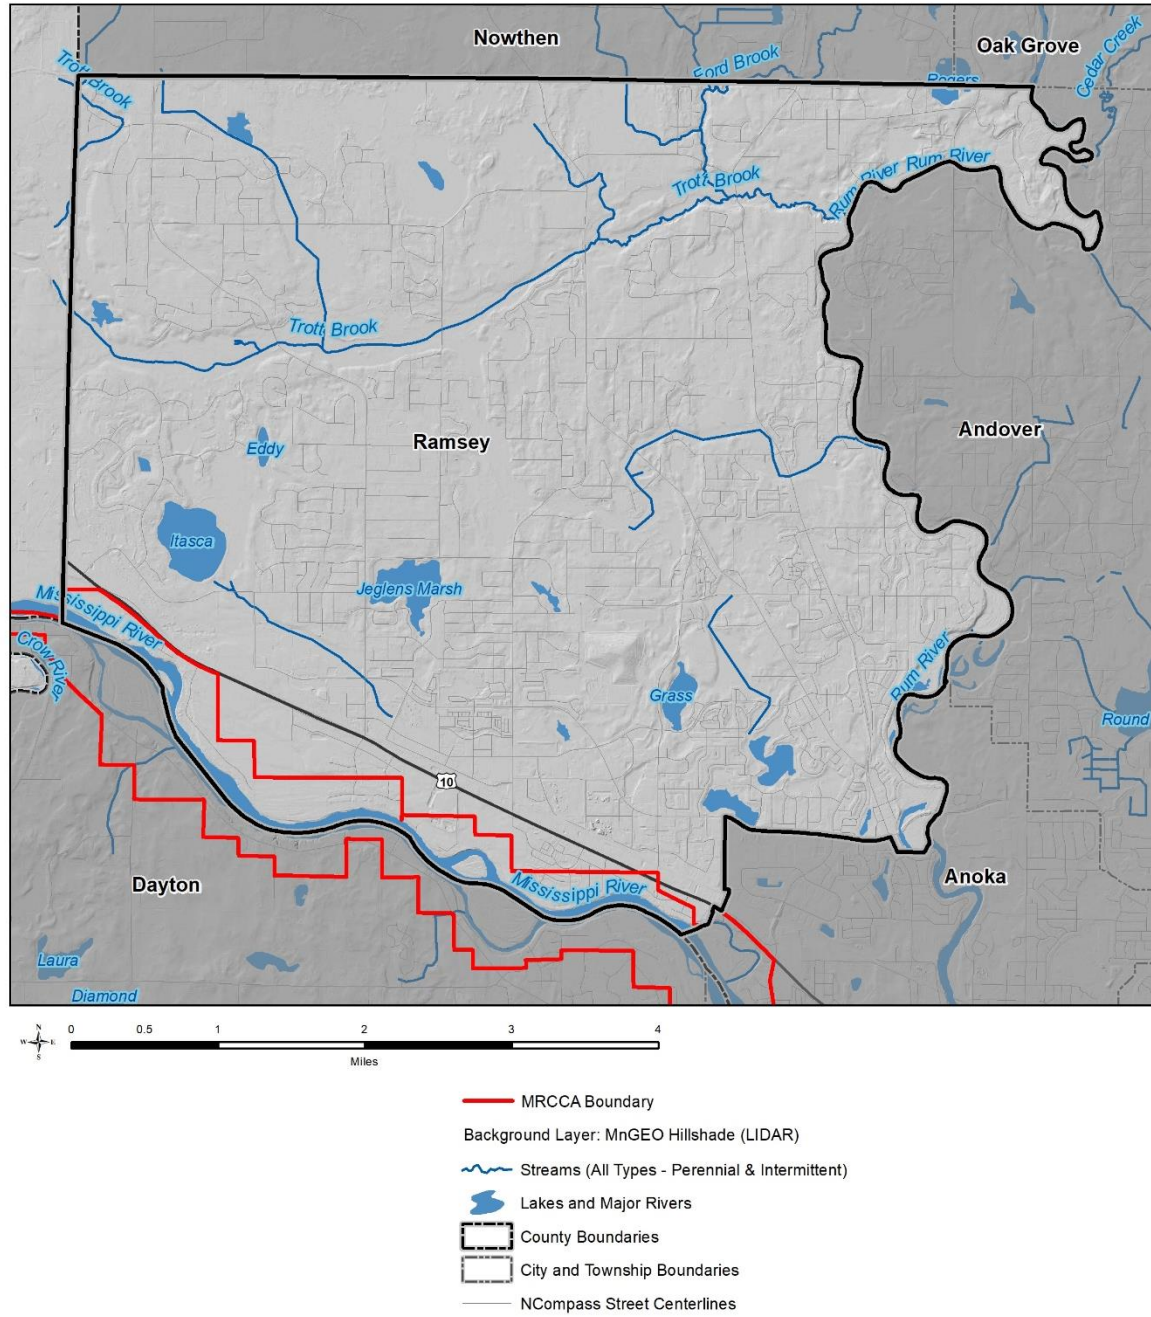 Nowthen
Oak Grove
Trott Brook
Ford Brook
Rogers
Cedar Creek
Trott Brook
Rum River
Rum River
Trott Brook
Andover
Ramsey
Eddy
Itasca
Jeglens Marsh
Mississippi River
Crow River
Rum River
Grass
Round
10
Dayton
Mississippi River
Anoka
Laura
Diamond
N
W E
S
0 0.5 1 2 3 4
Miles
MRCCA Boundary
Background Layer: MnGEO Hillshade (LIDAR)
Streams (All Types - Perennial & Intermittent)
Lakes and Major Rivers
County Boundaries
City and Township Boundaries
NCompass Street Centerlines